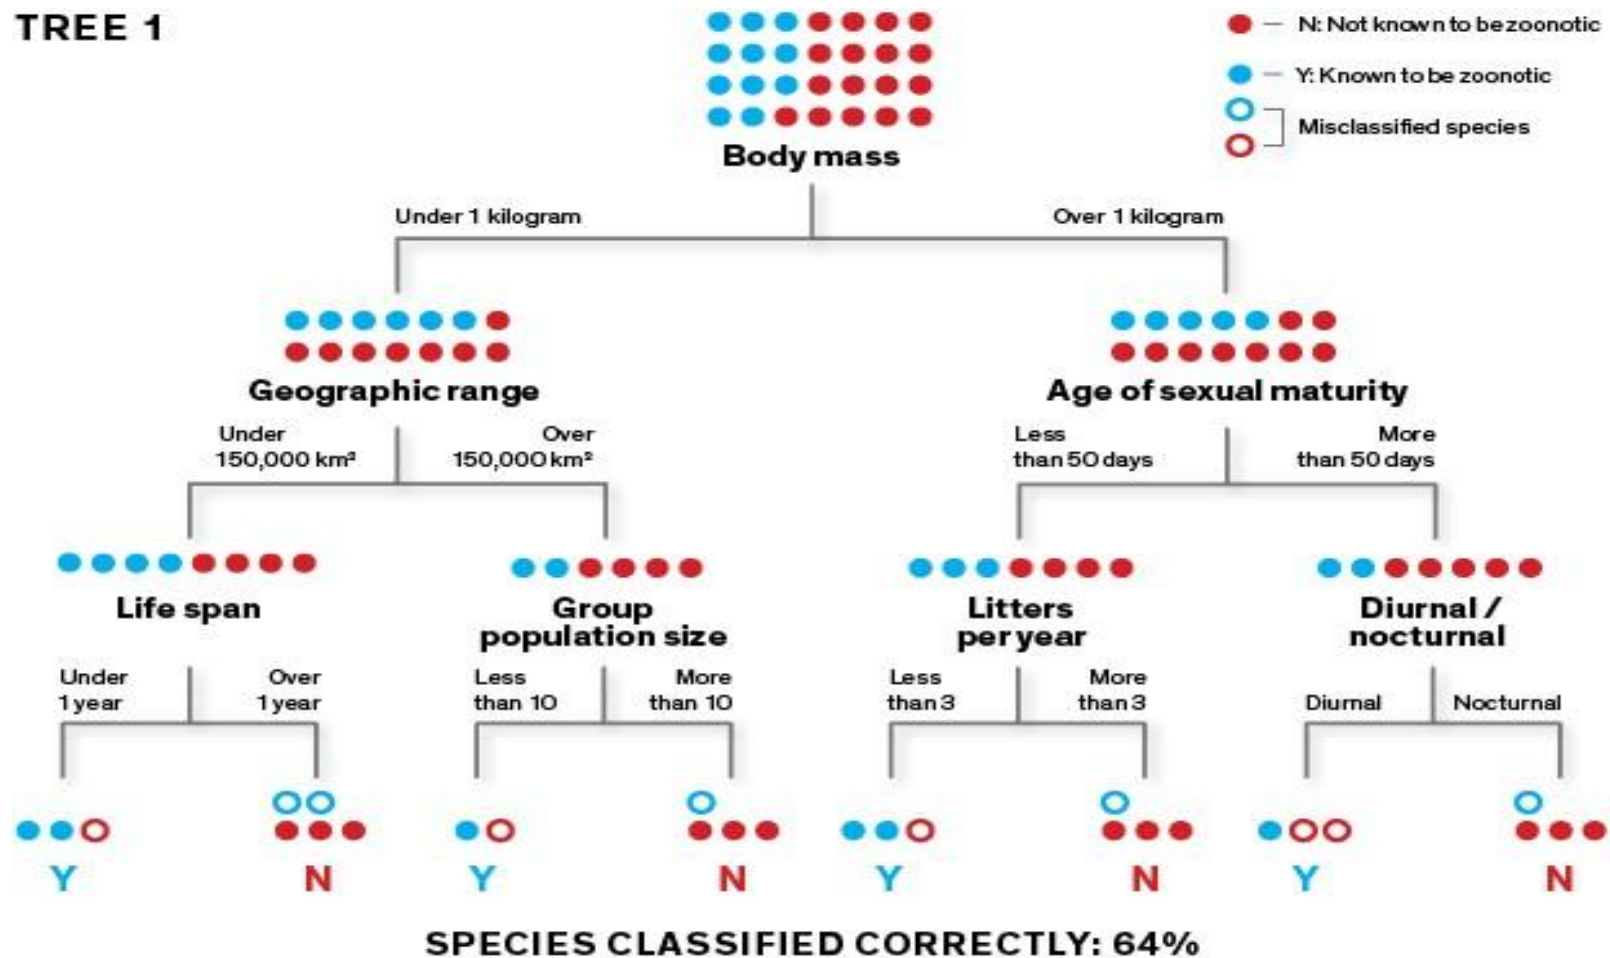 TREE 1
N: Not known to be zoonotic
Y: Known to be zoonotic
Misclassified species
Body mass
Under 1 kilogram
Over 1 kilogram
Geographic range
Age of sexual maturity
Under
150,000 km²
Over
150,000 km²
Less
than 50 days
More
than 50 days
Life span
Group
population size
Litters
per year
Diurnal /
nocturnal
Under
1 year
Over
1 year
Less
than 10
More
than 10
Less
than 3
More
than 3
Diurnal
Nocturnal
Y
N
Y
N
Y
N
Y
N
SPECIES CLASSIFIED CORRECTLY: 64%